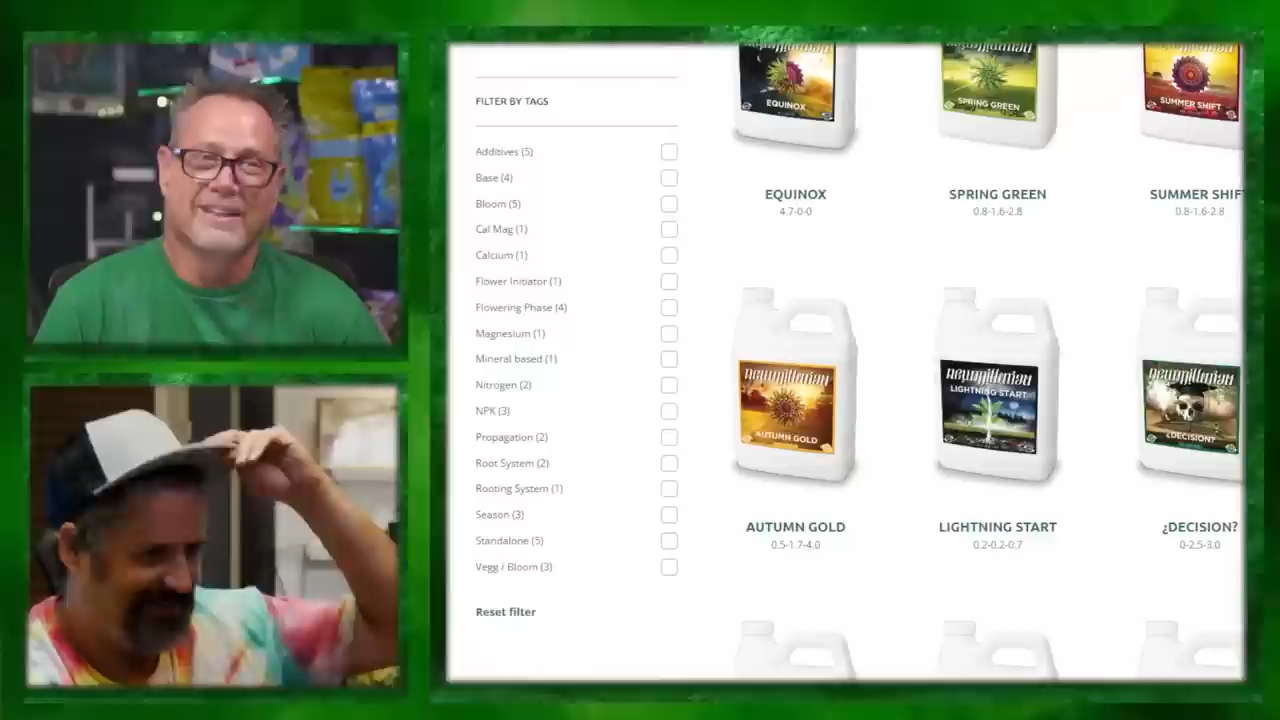 FILTER BY TAGS
Additives (5)
Base (4)
Bloom (5)
Cal Mag (1)
Calcium (1)
Flower Initiator (1)
Flowering Phase (4)
Magnesium (1)
Mineral based (1)
Nitrogen (2)
NPK (3)
Propagation (2)
Root System (2)
Rooting System (1)
Season (3)
Standalone (5)
Vegg / Bloom (3)
Reset filter
EQUINOX
SPRING GREEN
SUMMER SHIFT
EQUINOX
SPRING GREEN
SUMMER SHIF
4.7-0-0
0.8-1.6-2.8
0.8-1.6-2.8
newmillenium
AUTUMN GOLD
newmillenium
LIGHTNING START
newmillenium
¿DECISION?
AUTUMN GOLD
LIGHTNING START
¿DECISION?
0.5-1.7-4.0
0.2-0.2-0.7
0-2.5-3.0